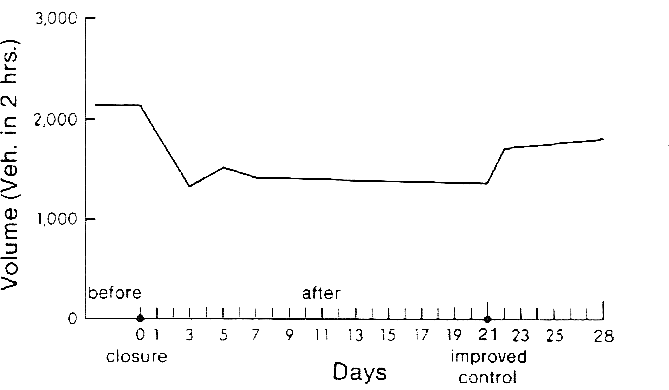 Volume (Veh. in 2 hrs.)
3,000
2,000
1,000
0
before
after
0 1 3 5 7 9 11 13 15 17 19 21 23 25 28
closure
improved
control
Days